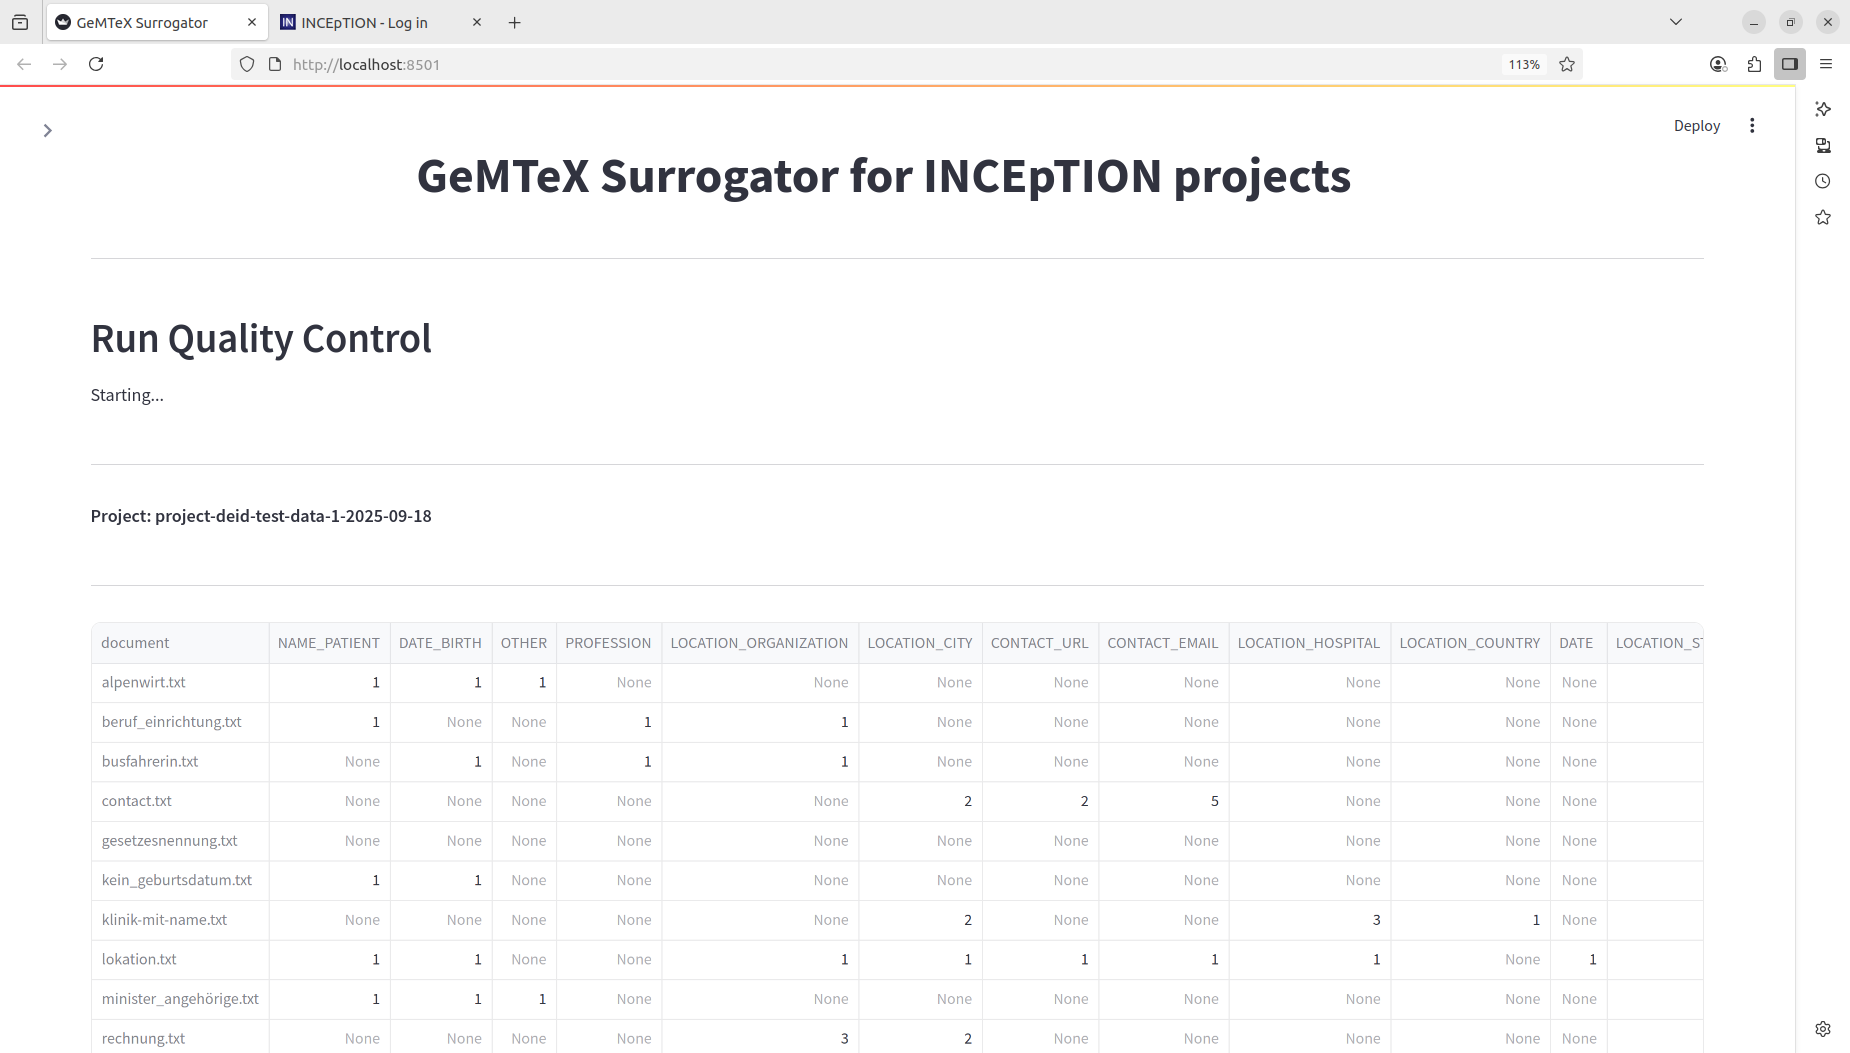 GeMTeX Surrogator
INCEpTION - Log in
http://localhost:8501
113%
Deploy
GeMTeX Surrogator for INCEpTION projects
Run Quality Control
Starting...
Project: project-deid-test-data-1-2025-09-18
document NAME_PATIENT DATE_BIRTH OTHER PROFESSION LOCATION_ORGANIZATION LOCATION_CITY CONTACT_URL CONTACT_EMAIL LOCATION_HOSPITAL LOCATION_COUNTRY DATE LOCATION_ST
alpenwirt.txt 1 1 1 None None None None None None None None
beruf_einrichtung.txt 1 None None 1 1 None None None None None None
busfahrerin.txt None 1 None 1 1 None None None None None None
contact.txt None None None None None 2 2 5 None None None
gesetzesnennung.txt None None None None None None None None None None None
kein_geburtsdatum.txt 1 1 None None None None None None None None None
klinik-mit-name.txt None None None None None 2 None None 3 1 None
lokation.txt 1 1 None None 1 1 1 1 1 None 1
minister_angehörige.txt 1 1 1 None None None None None None None None
rechnung.txt None None None None 3 2 None None None None None